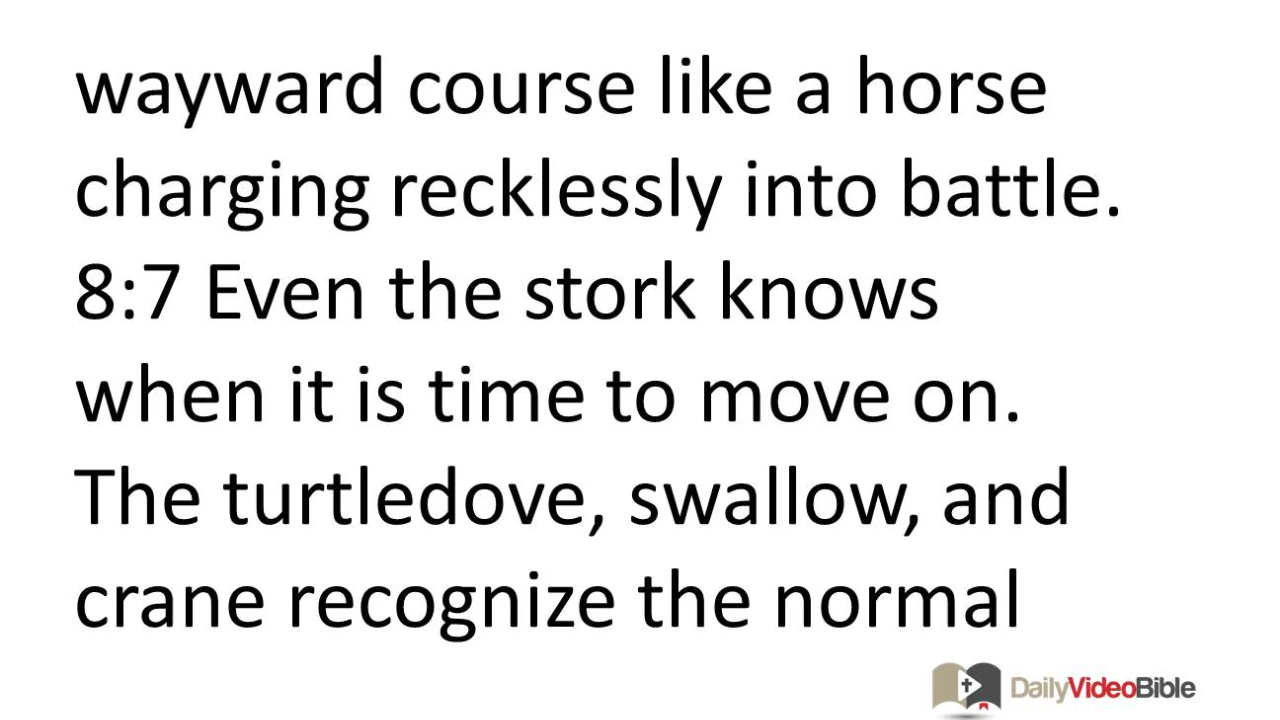 wayward course like a horse
charging recklessly into battle.
8:7 Even the stork knows
when it is time to move on.
The turtledove, swallow, and
crane recognize the normal
DailyVideoBible